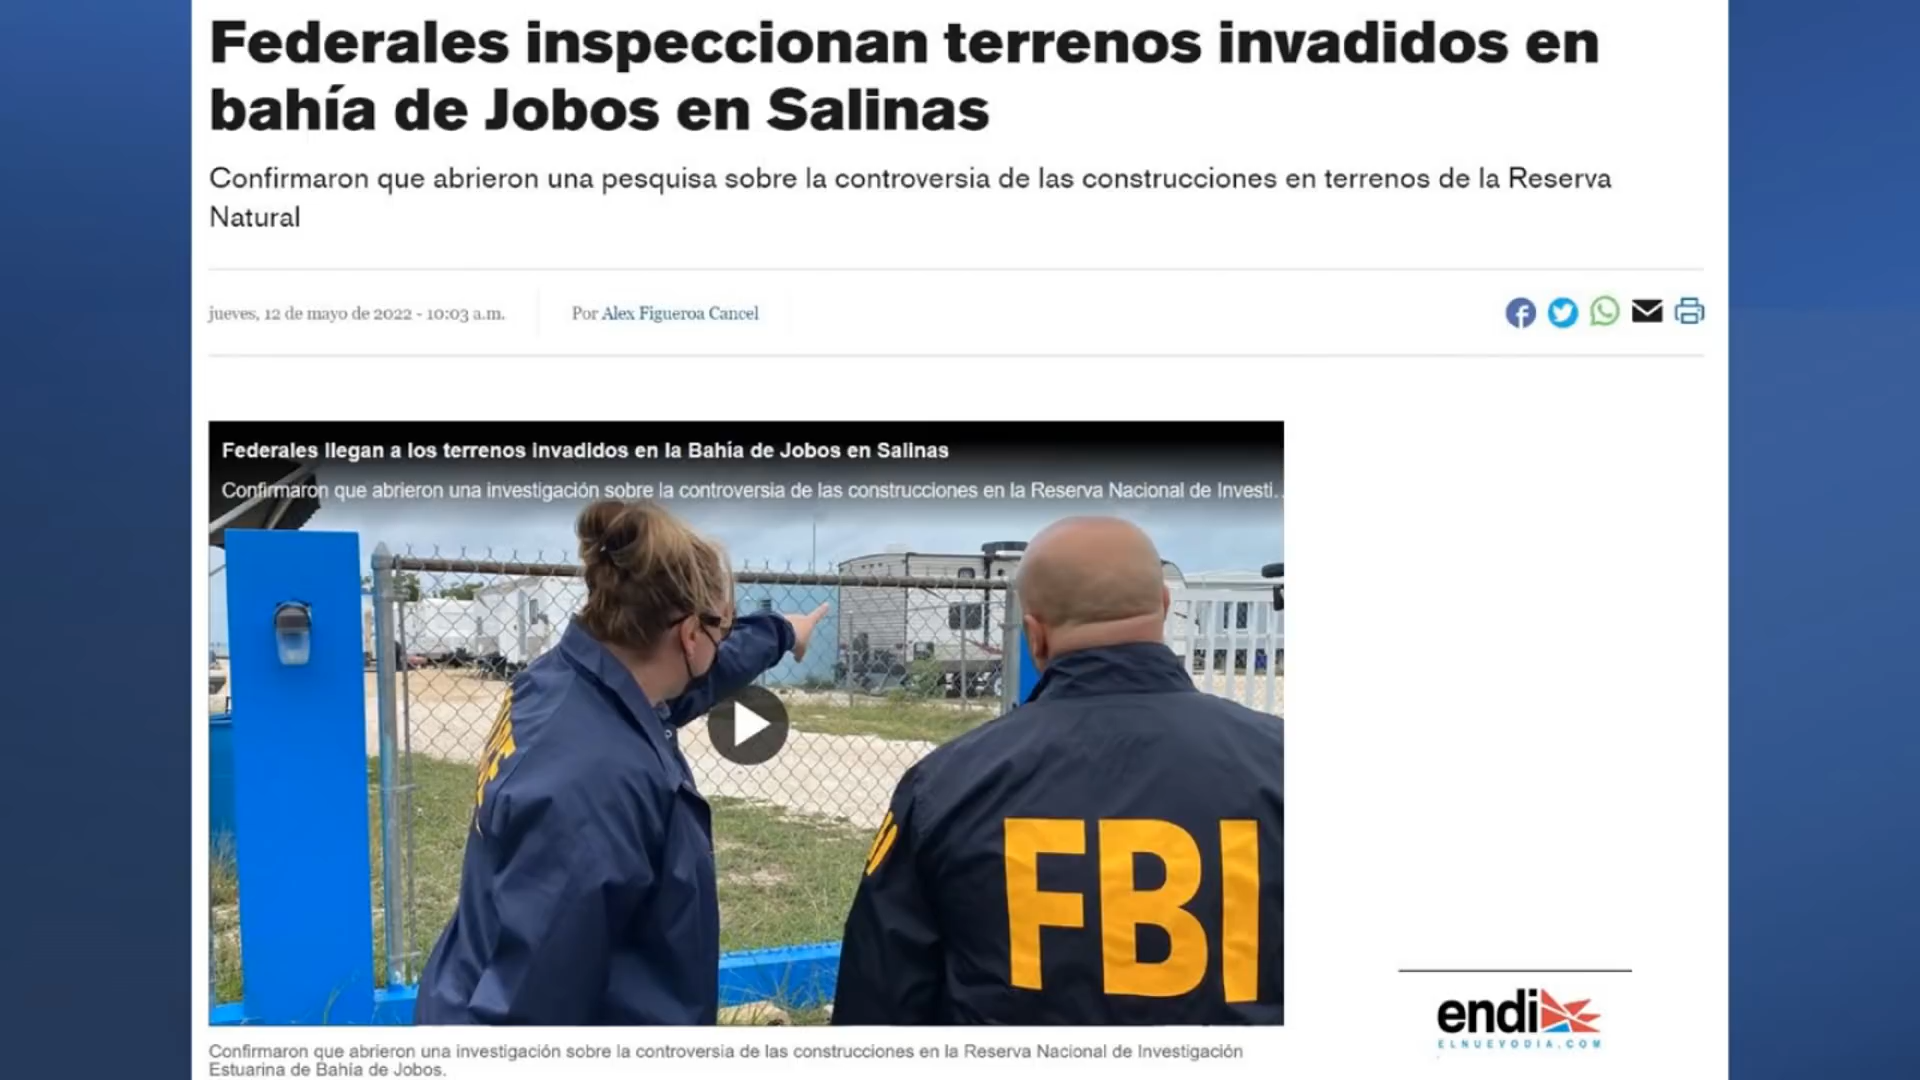 Federales inspeccionan terrenos invadidos en
bahía de Jobos en Salinas
Confirmaron que abrieron una pesquisa sobre la controversia de las construcciones en terrenos de la Reserva
Natural
jueves, 12 de mayo de 2022 - 10:03 a.m.
Por Alex Figueroa Cancel
Federales llegan a los terrenos invadidos en la Bahía de Jobos en Salinas
Confirmaron que abrieron una investigación sobre la controversia de las construcciones en la Reserva Nacional de Investi...
FBI
endi
ELNUEVODIA.COM
Confirmaron que abrieron una investigación sobre la controversia de las construcciones en la Reserva Nacional de Investigación
Estuarina de Bahía de Jobos.